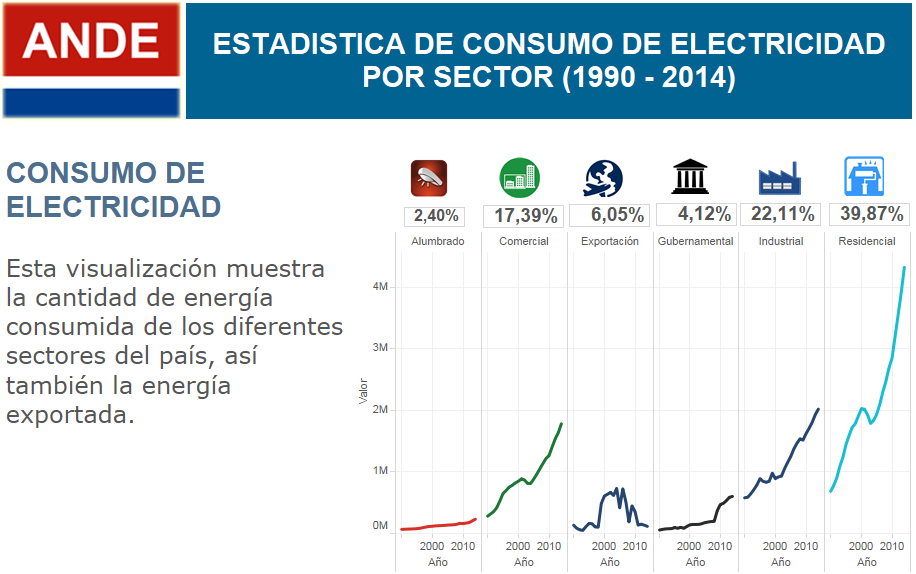 ANDE
ESTADISTICA DE CONSUMO DE ELECTRICIDAD
POR SECTOR (1990 - 2014)
CONSUMO DE
ELECTRICIDAD
Esta visualización muestra
la cantidad de energía
consumida de los diferentes
sectores del país, así
también la energía
exportada.
2,40% 17,39% 6,05% 4,12% 22,11% 39,87%
Alumbrado Comercial Exportación Gubernamental Industrial Residencial
4M
3M
2M
1M
0M
Valor
2000 2010 2000 2010 2000 2010 2000 2010 2000 2010 2000 2010
Año Año Año Año Año Año